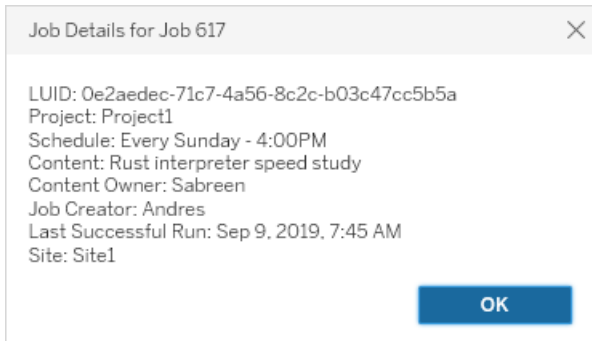 Job Details for Job 617
LUID: 0e2aedec-71c7-4a56-8c2c-b03c47cc5b5a
Project: Project1
Schedule: Every Sunday - 4:00PM
Content: Rust interpreter speed study
Content Owner: Sabreen
Job Creator: Andres
Last Successful Run: Sep 9, 2019, 7:45 AM
Site: Site1
OK